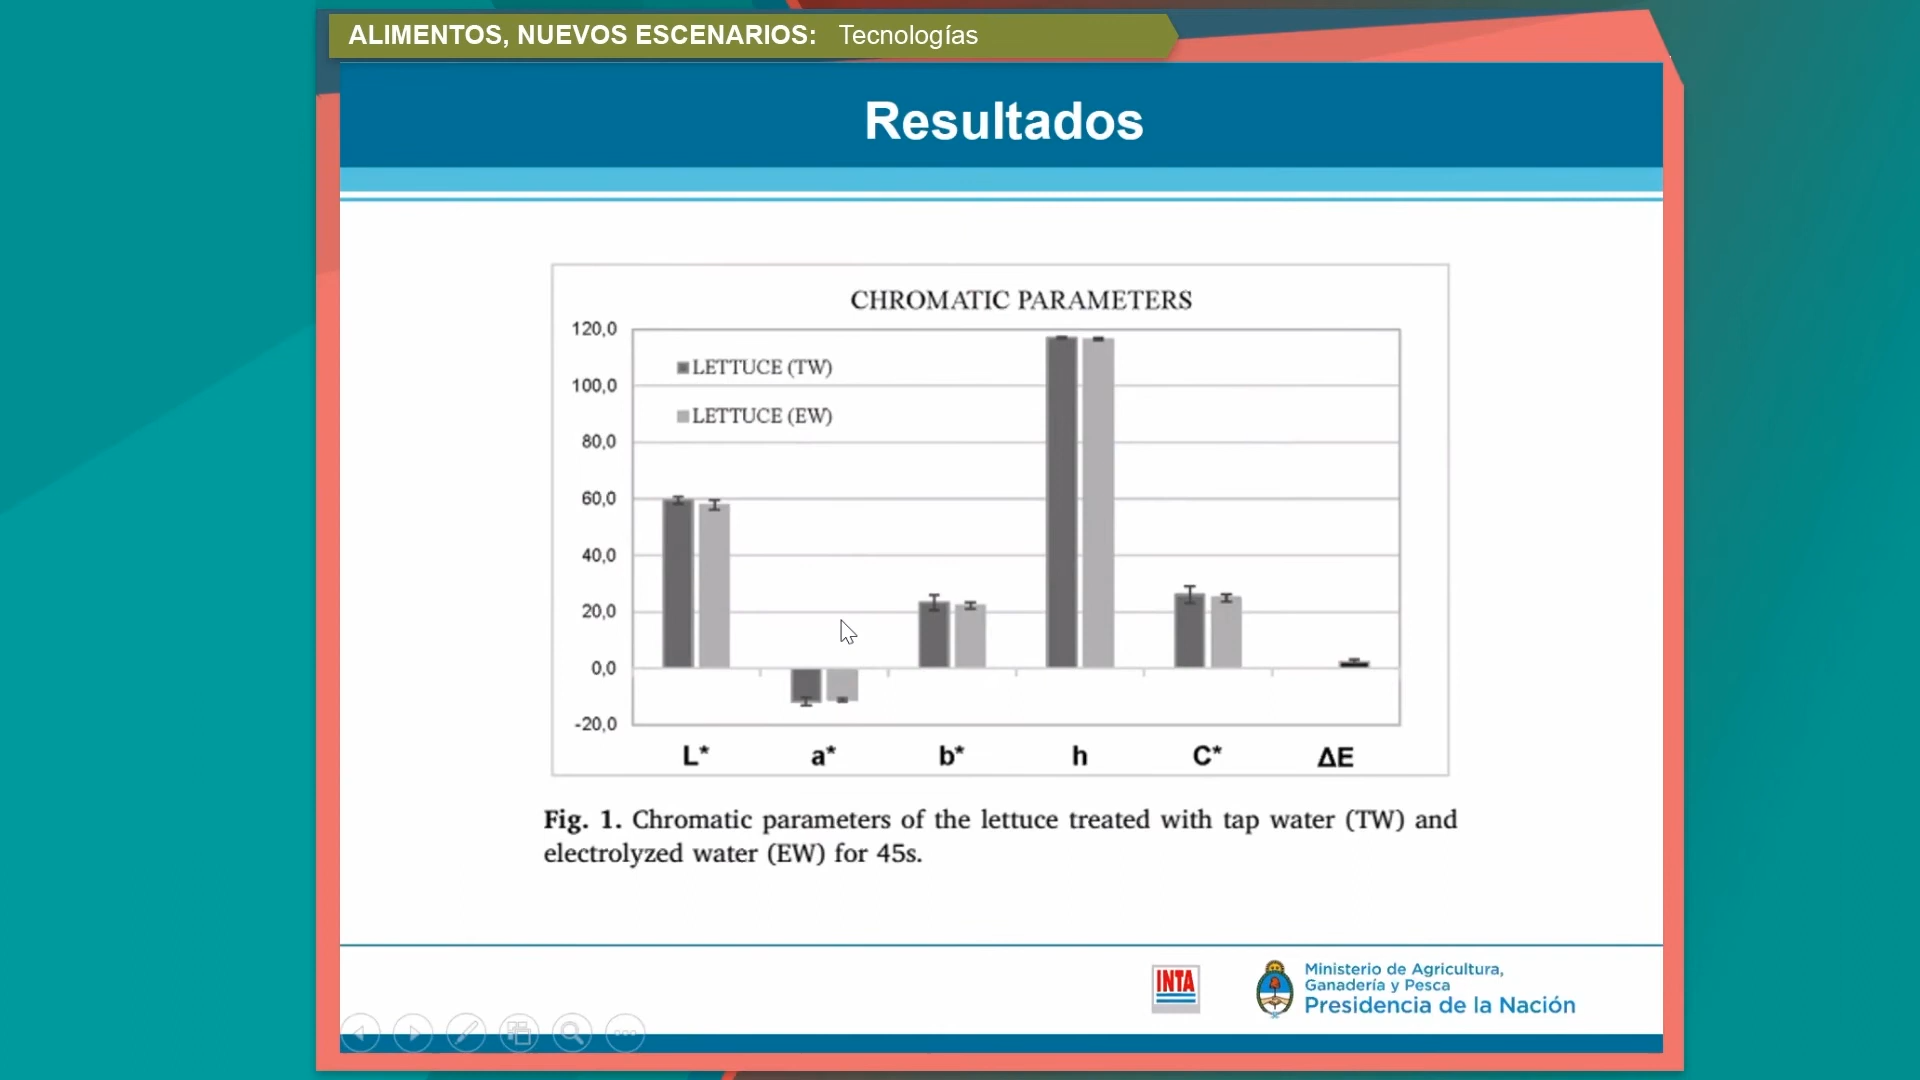 ALIMENTOS, NUEVOS ESCENARIOS: Tecnologías
Resultados
CHROMATIC PARAMETERS
120,0
LETTUCE (TW)
100,0
LETTUCE (EW)
80,0
60,0
40,0
20,0
0,0
-20,0
L* a* b* h C* ΔE
Fig. 1. Chromatic parameters of the lettuce treated with tap water (TW) and
electrolyzed water (EW) for 45s.
INTA
Ministerio de Agricultura,
Ganadería y Pesca
Presidencia de la Nación